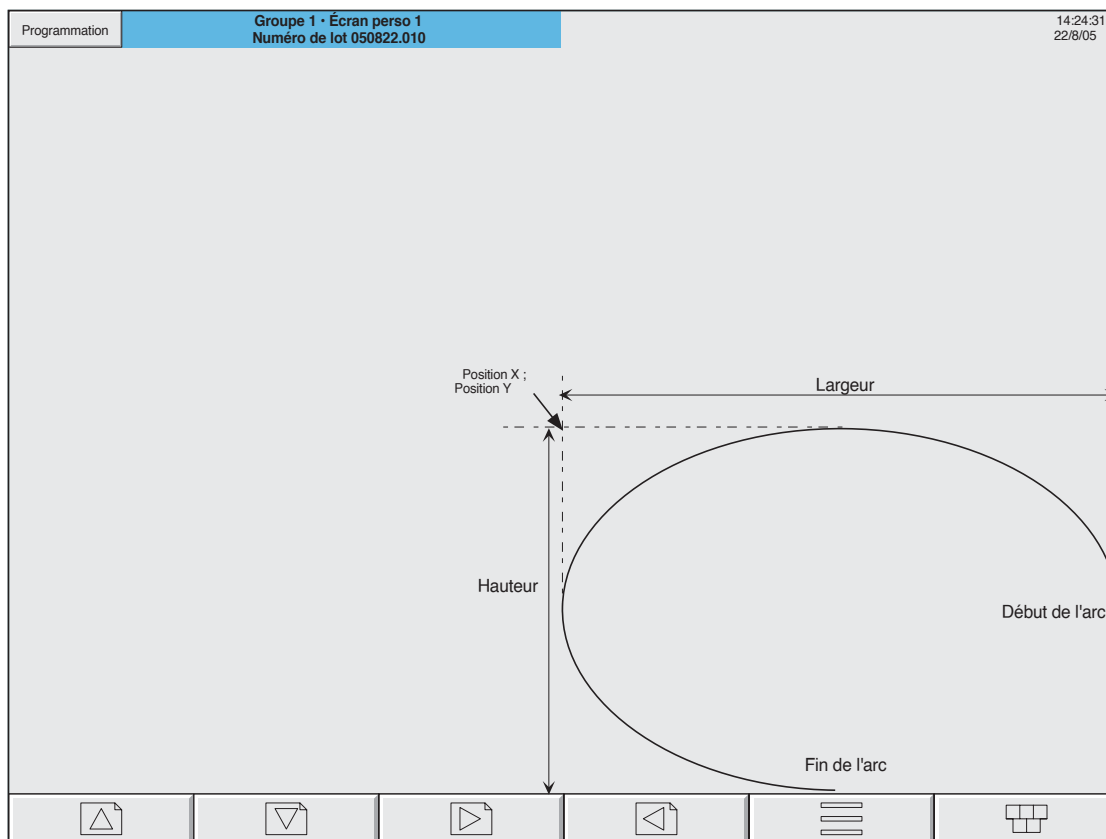 Programmation
Groupe 1 • Écran perso 1
Numéro de lot 050822.010
14:24:31
22/8/05
Position X ;
Position Y
Largeur
Hauteur
Début de l'arc
Fin de l'arc